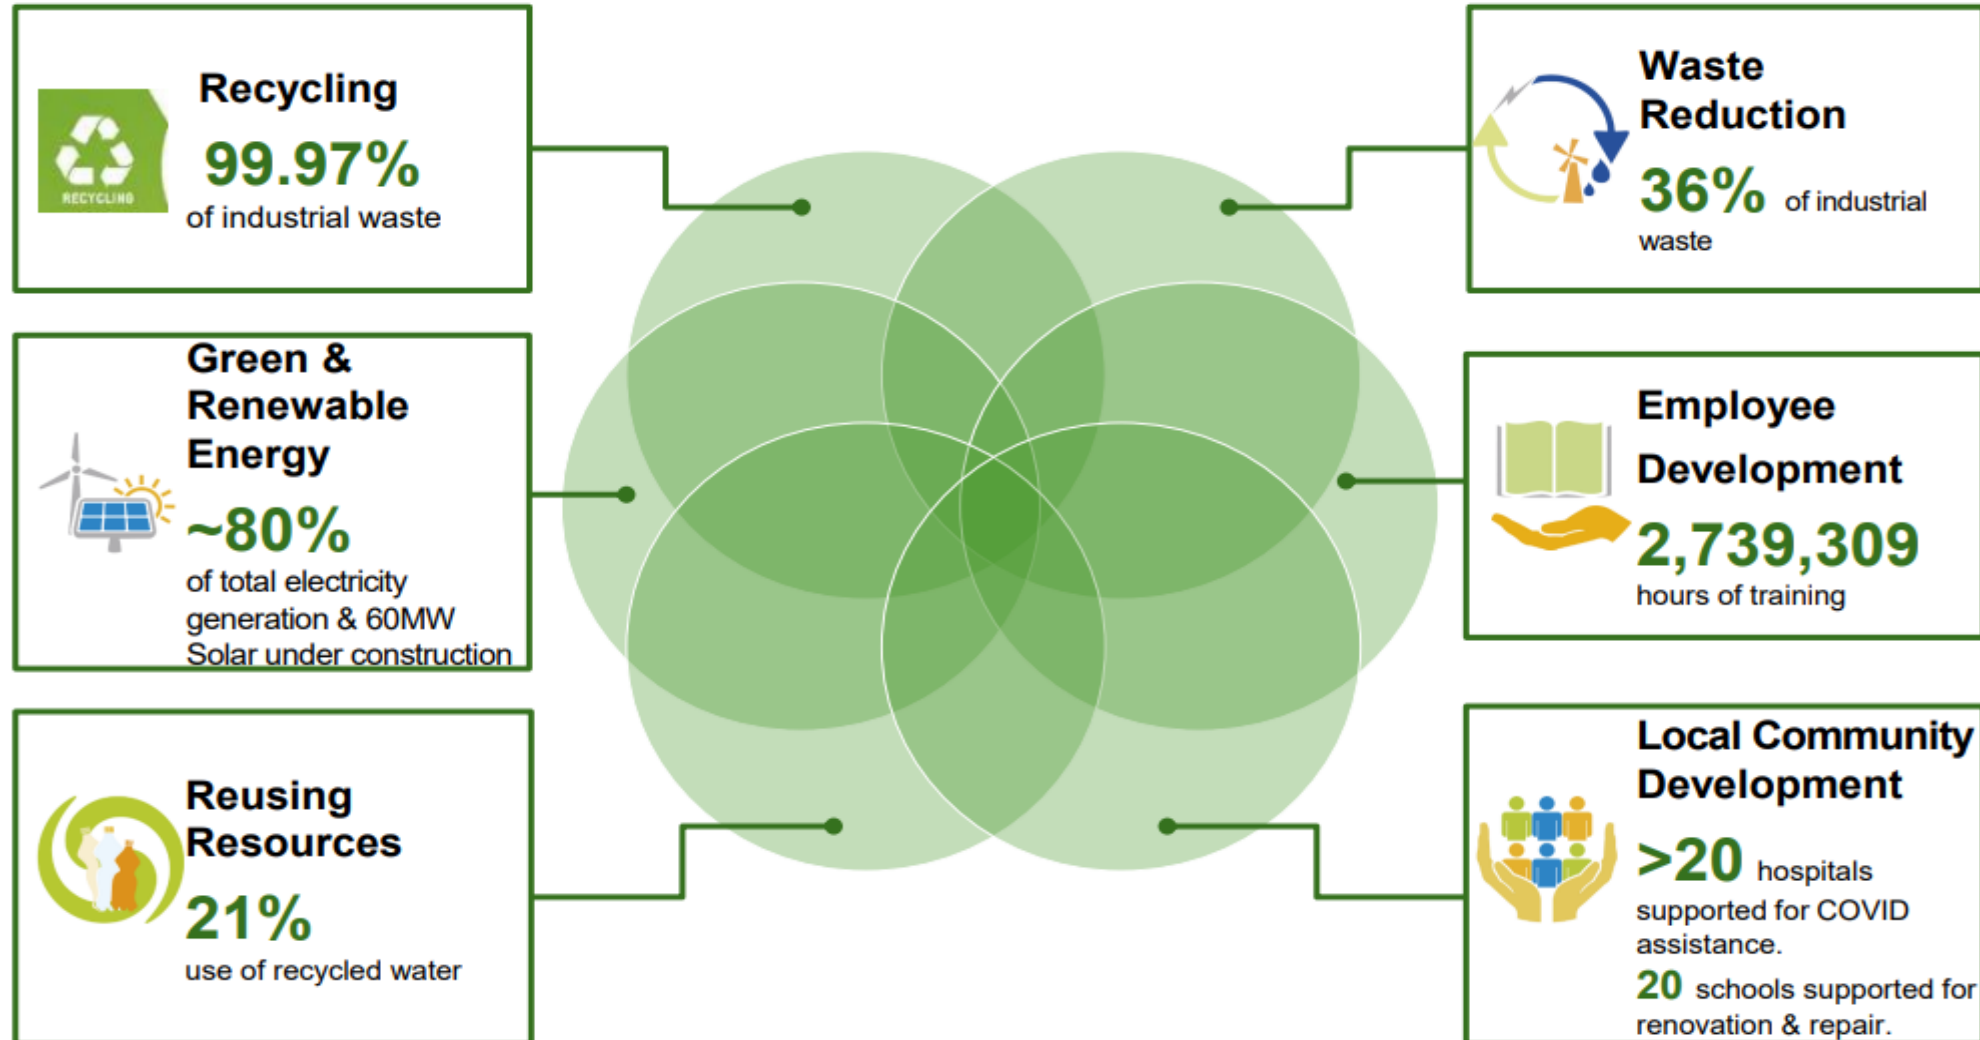 Recycling
99.97%
of industrial waste
RECYCLING
Green &
Renewable
Energy
~80%
of total electricity
generation & 60MW
Solar under construction
Reusing
Resources
21%
use of recycled water
Waste
Reduction
36% of industrial
waste
Employee
Development
2,739,309
hours of training
Local Community
Development
>20 hospitals
supported for COVID
assistance.
20 schools supported for
renovation & repair.